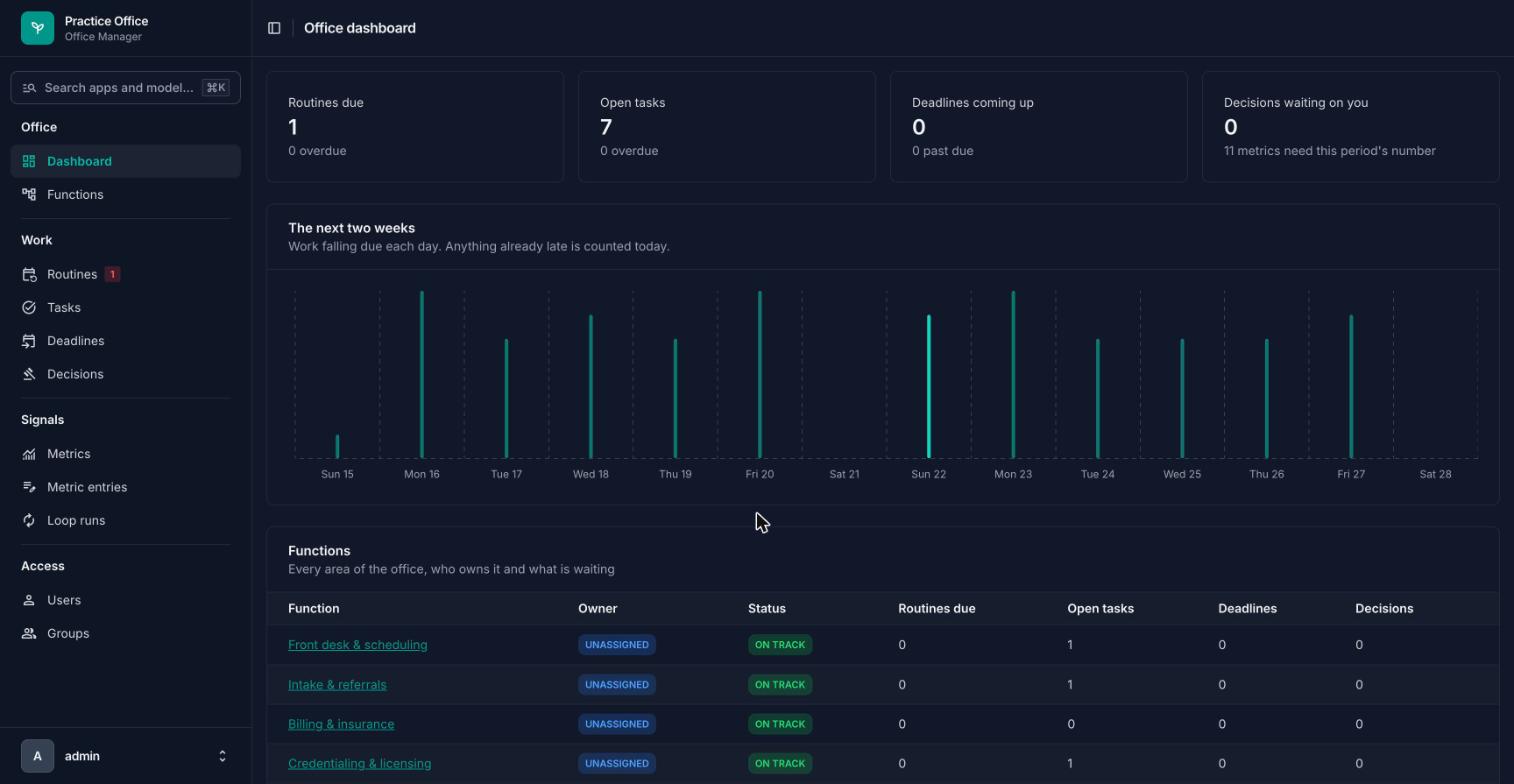 Practice Office
Office Manager
Office dashboard
Search apps and model... ⌘K
Office
Dashboard
Functions
Work
Routines 1
Tasks
Deadlines
Decisions
Signals
Metrics
Metric entries
Loop runs
Access
Users
Groups
A admin
Routines due
1
0 overdue
Open tasks
7
0 overdue
Deadlines coming up
0
0 past due
Decisions waiting on you
0
11 metrics need this period's number
The next two weeks
Work falling due each day. Anything already late is counted today.
Sun 15 Mon 16 Tue 17 Wed 18 Thu 19 Fri 20 Sat 21 Sun 22 Mon 23 Tue 24 Wed 25 Thu 26 Fri 27 Sat 28
Functions
Every area of the office, who owns it and what is waiting
Function Owner Status Routines due Open tasks Deadlines Decisions
Front desk & scheduling UNASSIGNED ON TRACK 0 1 0 0
Intake & referrals UNASSIGNED ON TRACK 0 1 0 0
Billing & insurance UNASSIGNED ON TRACK 0 0 0 0
Credentialing & licensing UNASSIGNED ON TRACK 0 1 0 0